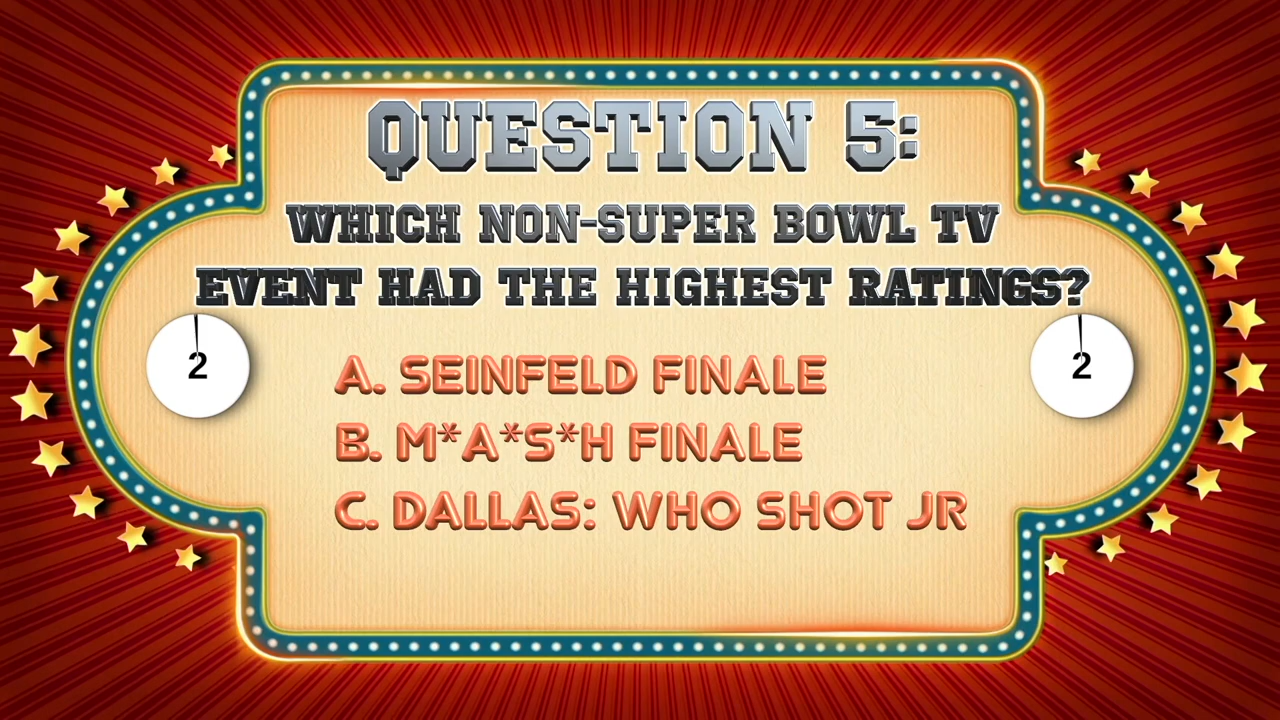 QUESTION 5:
WHICH NON-SUPER BOWL TV
EVENT HAD THE HIGHEST RATINGS?
2 2
A. SEINFELD FINALE
B. M*A*S*H FINALE
C. DALLAS: WHO SHOT JR